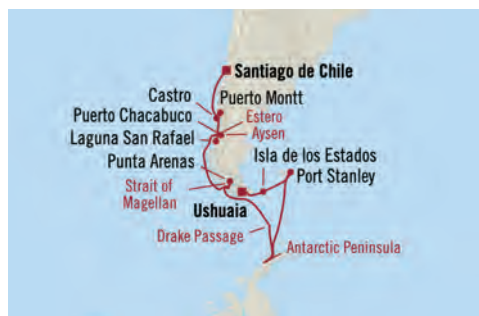 Santiago de Chile
Castro
Puerto Montt
Puerto Chacabuco
Estero
Aysen
Laguna San Rafael
Punta Arenas
Isla de los Estados
Port Stanley
Strait of
Magellan
Ushuaia
Drake Passage
Antarctic Peninsula